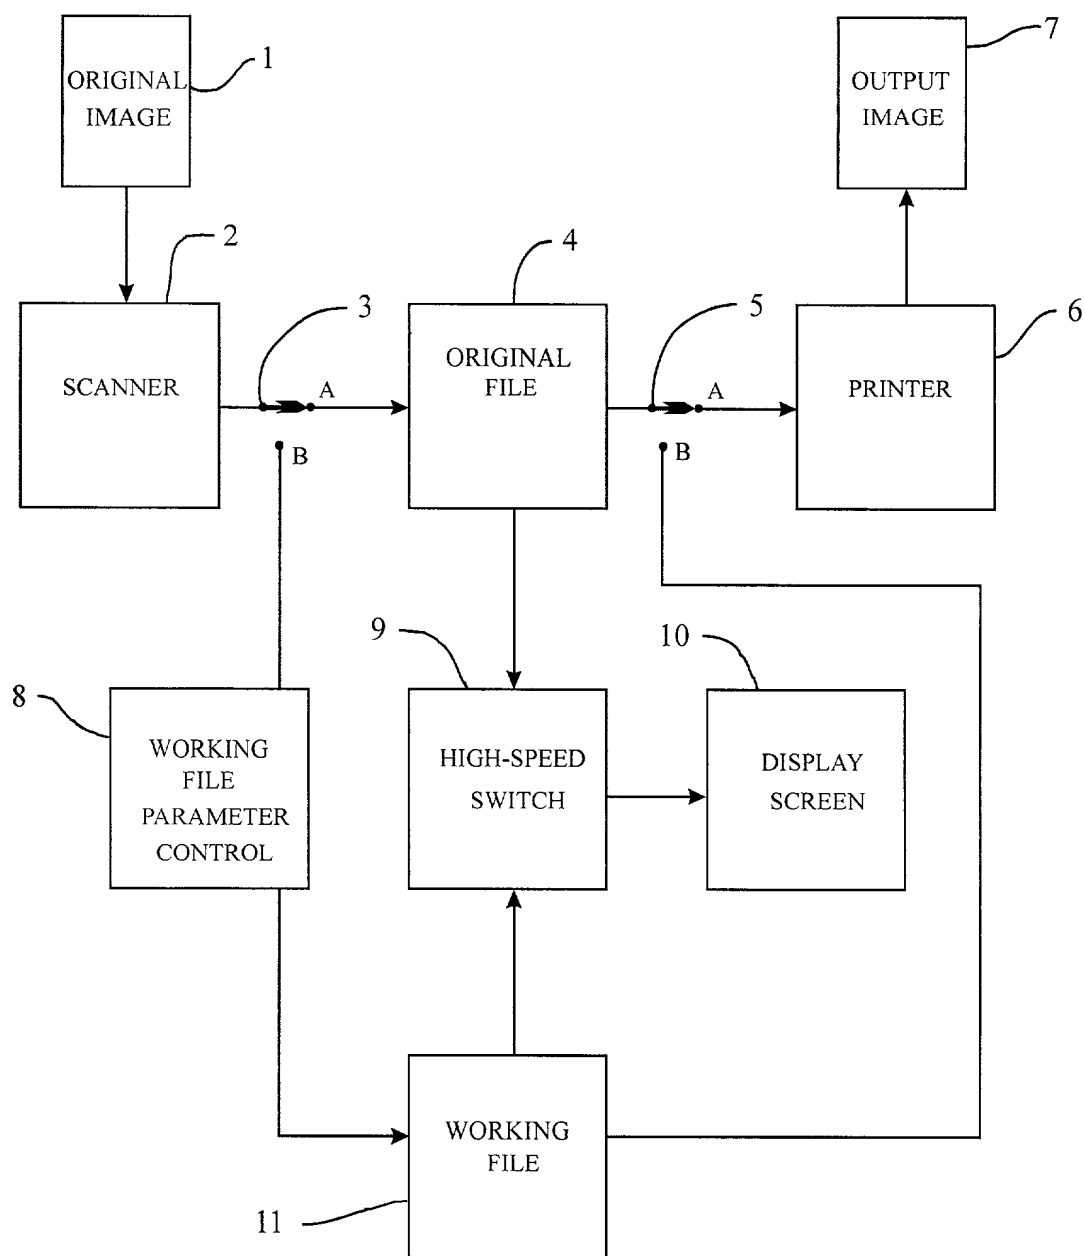 ORIGINAL
IMAGE
1
OUTPUT
IMAGE
7
2
SCANNER
3
A
B
4
ORIGINAL
FILE
5
A
B
6
PRINTER
8
WORKING
FILE
PARAMETER
CONTROL
9
HIGH-SPEED
SWITCH
10
DISPLAY
SCREEN
WORKING
FILE
11